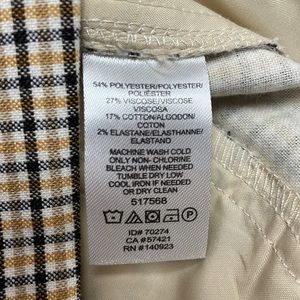 54% POLYESTER/POLYESTER/
POLIÉSTER
27% VISCOSE/VISCOSE/
VISCOSA
17% COTTON/ALGODON/
COTON
2% ELASTANE/ELASTHANNE/
ELASTANO
MACHINE WASH COLD
ONLY NON- CHLORINE
BLEACH WHEN NEEDED
TUMBLE DRY LOW
COOL IRON IF NEEDED
OR DRY CLEAN
517568
ID# 70274
CA # 57421
RN # 140923